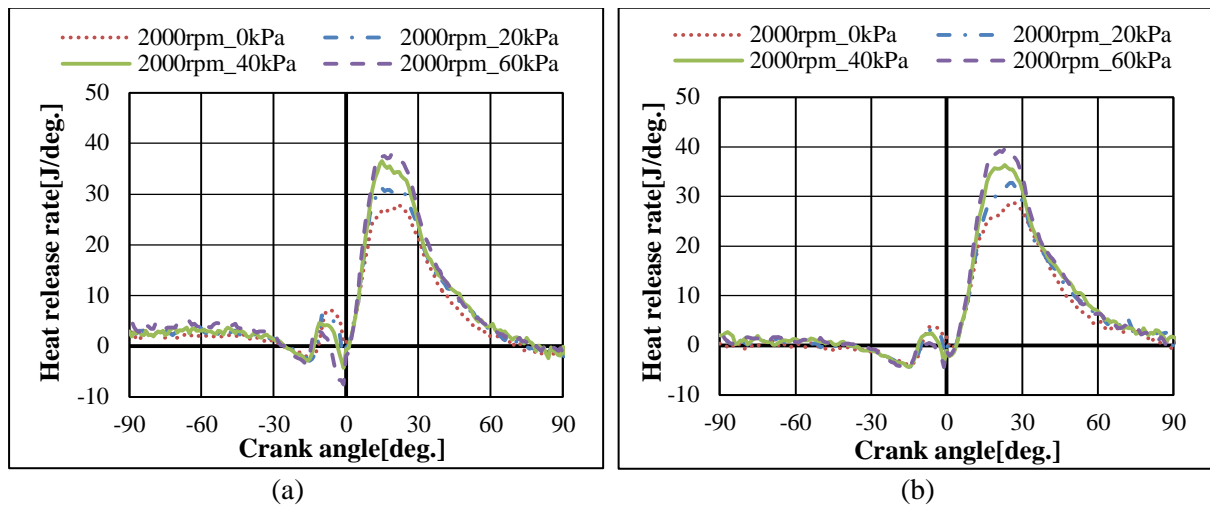 2000rpm_0kPa 2000rpm_20kPa
2000rpm_40kPa 2000rpm_60kPa
Heat release rate[J/deg.]
50
40
30
20
10
0
-10
-90 -60 -30 0 30 60 90
Crank angle[deg.]
(a)
2000rpm_0kPa 2000rpm_20kPa
2000rpm_40kPa 2000rpm_60kPa
Heat release rate[J/deg.]
50
40
30
20
10
0
-10
-90 -60 -30 0 30 60 90
Crank angle[deg.]
(b)